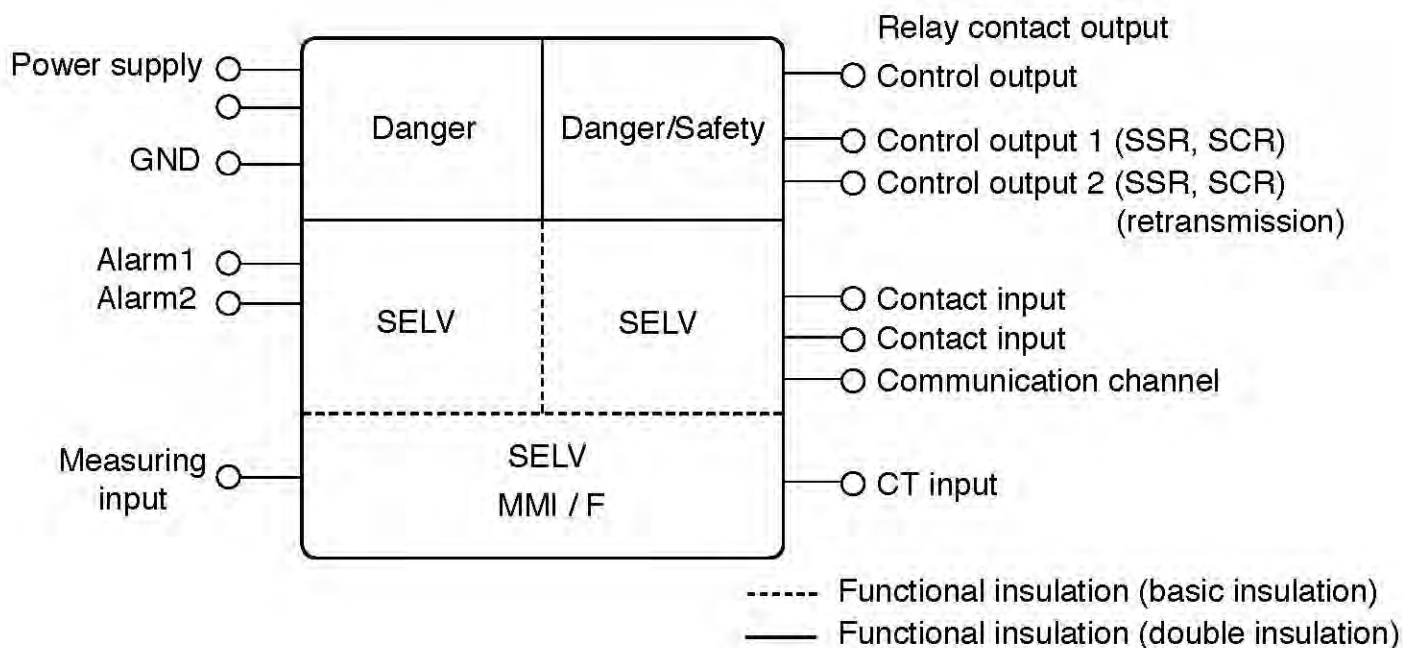 Relay contact output
Power supply
Control output
Danger
Danger/Safety
Control output 1 (SSR, SCR)
GND
Control output 2 (SSR, SCR)
(retransmission)
Alarm1
Alarm2
SELV
SELV
Contact input
Contact input
Communication channel
Measuring
input
SELV
MMI / F
CT input
Functional insulation (basic insulation)
Functional insulation (double insulation)